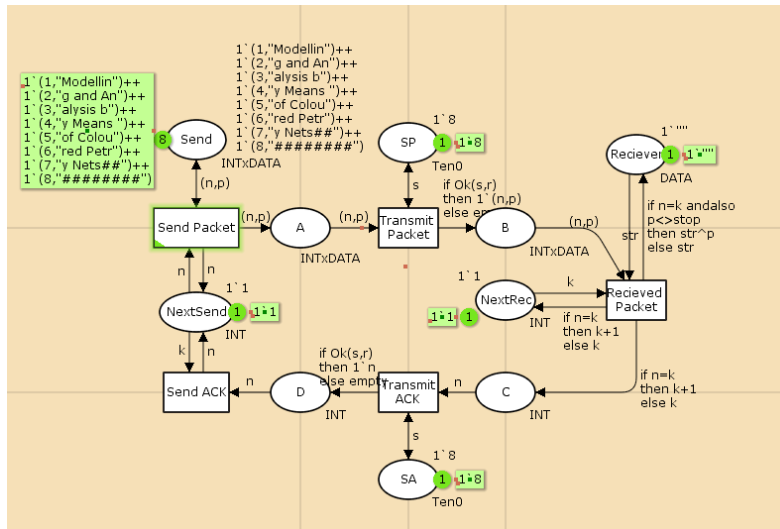 1`(1,"Modellin")++
1`(2,"g and An")++
1`(3,"alysis b")++
1`(4,"y Means ")++
1`(5,"of Colou")++
1`(6,"red Petr")++
1`(7,"y Nets##")++
1`(8,"########")
8
Send
INTxDATA
1`(1,"Modellin")++
1`(2,"g and An")++
1`(3,"alysis b")++
1`(4,"y Means ")++
1`(5,"of Colou")++
1`(6,"red Petr")++
1`(7,"y Nets##")++
1`(8,"########")
1`8
SP
1
1`8
Ten0
1`""
Reciever
1
1`""
DATA
(n,p)
s
if Ok(s,r)
then 1`(n,p)
else empty
if n=k andalso
p<>stop
then str^p
else str
str
Send Packet
(n,p)
A
INTxDATA
(n,p)
Transmit
Packet
B
INTxDATA
(n,p)
n
n
1`1
NextSend
1
1`1
INT
1`1
NextRec
1`1
1
INT
k
if n=k
then k+1
else k
Recieved
Packet
k
n
if n=k
then k+1
else k
Send ACK
n
D
INT
if Ok(s,r)
then 1`n
else empty
Transmit
ACK
n
C
INT
s
1`8
SA
1
1`8
Ten0